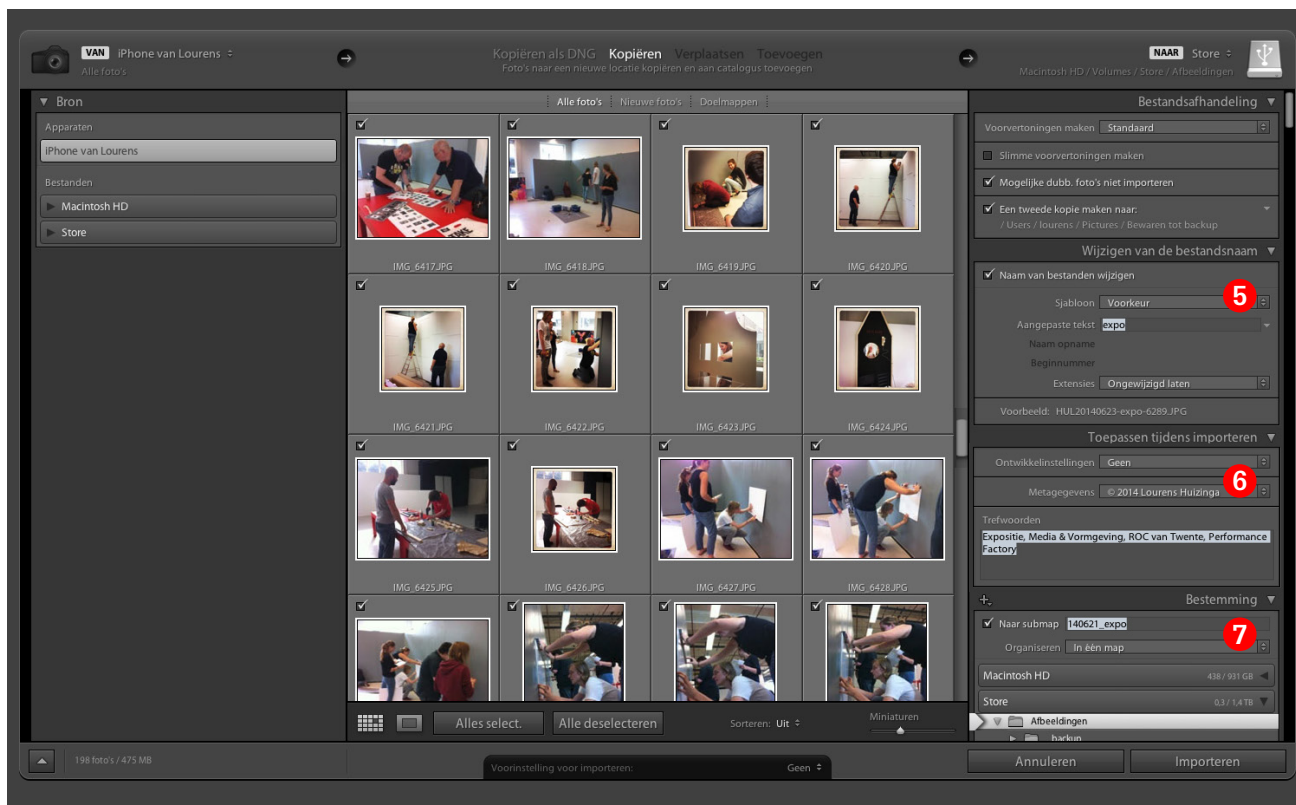 VAN iPhone van Lourens
Alle foto's
Kopiëren als DNG Kopiëren Verplaatsen Toevoegen
Foto's naar een nieuwe locatie kopiëren en aan catalogus toevoegen
NAAR Store
Macintosh HD / Volumes / Store / Afbeeldingen
Bron
Apparaten
iPhone van Lourens
Bestanden
Macintosh HD
Store
Alle foto's Nieuwe foto's Doelmappen
IMG_6417.JPG IMG_6418.JPG IMG_6419.JPG IMG_6420.JPG
IMG_6421.JPG IMG_6422.JPG IMG_6423.JPG IMG_6424.JPG
IMG_6425.JPG IMG_6426.JPG IMG_6427.JPG IMG_6428.JPG
Alles select. Alle deselecteren Sorteren: Uit Miniaturen
Bestandsafhandeling
Voorvertoningen maken Standaard
Slimme voorvertoningen maken
Mogelijke dubb. foto's niet importeren
Een tweede kopie maken naar:
/ Users / lourens / Pictures / Bewaren tot backup
Wijzigen van de bestandsnaam
Naam van bestanden wijzigen
Sjabloon Voorkeur 5
Aangepaste tekst expo
Naam opname
Beginnummer
Extensies Ongewijzigd laten
Voorbeeld: HUL20140623-expo-6289.JPG
Toepassen tijdens importeren
Ontwikkelinstellingen Geen
6
Metagegevens © 2014 Lourens Huizinga
Trefwoorden
Expositie, Media & Vormgeving, ROC van Twente, Performance
Factory
Bestemming
Naar submap 140621_expo
7
Organiseren In één map
Macintosh HD 438 / 931 GB
Store 0,3 / 1,4 TB
Afbeeldingen
backup
198 foto's / 475 MB
Voorinstelling voor importeren: Geen
Annuleren Importeren